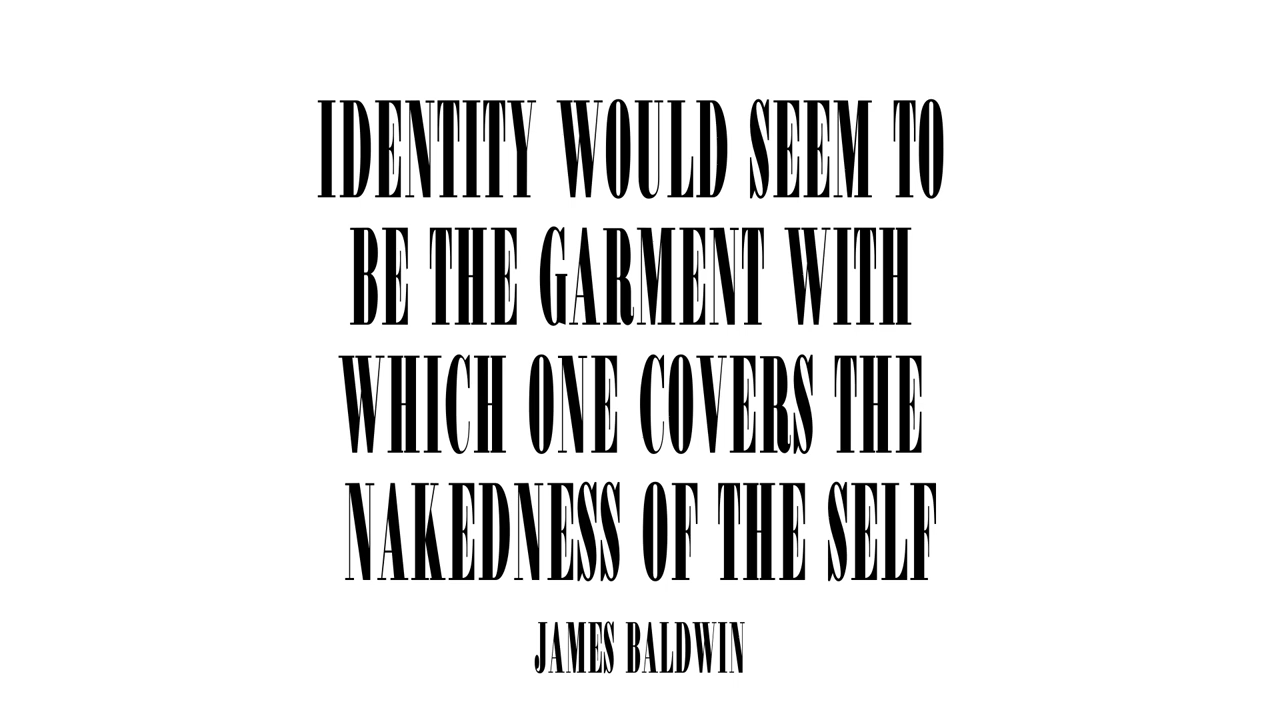 IDENTITY WOULD SEEM TO
BE THE GARMENT WITH
WHICH ONE COVERS THE
NAKEDNESS OF THE SELF
JAMES BALDWIN